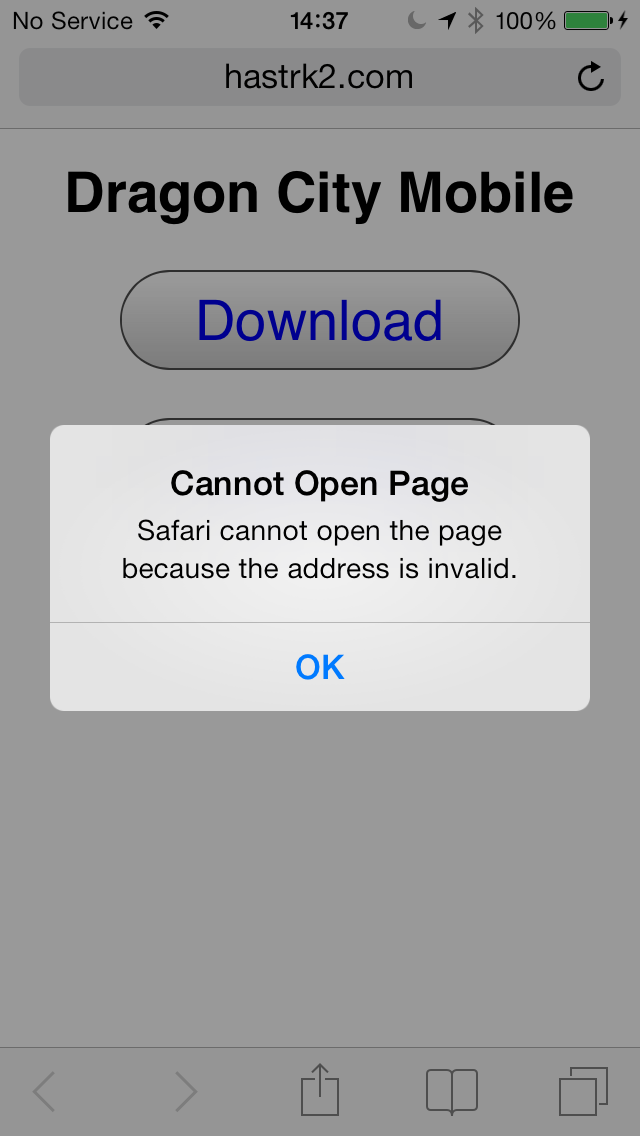 No Service 14:37 100%
hastrk2.com
Dragon City Mobile
Download
Cannot Open Page
Safari cannot open the page
because the address is invalid.
OK